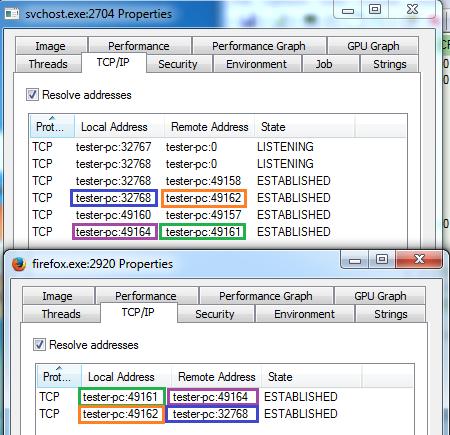 svchost.exe:2704 Properties
Image Performance Performance Graph GPU Graph
Threads TCP/IP Security Environment Job Strings
Resolve addresses
Prot... Local Address Remote Address State
TCP tester-pc:32767 tester-pc:0 LISTENING
TCP tester-pc:32768 tester-pc:0 LISTENING
TCP tester-pc:32768 tester-pc:49158 ESTABLISHED
TCP tester-pc:32768 tester-pc:49162 ESTABLISHED
TCP tester-pc:49160 tester-pc:49157 ESTABLISHED
TCP tester-pc:49164 tester-pc:49161 ESTABLISHED
firefox.exe:2920 Properties
Image Performance Performance Graph GPU Graph
Threads TCP/IP Security Environment Strings
Resolve addresses
Prot... Local Address Remote Address State
TCP tester-pc:49161 tester-pc:49164 ESTABLISHED
TCP tester-pc:49162 tester-pc:32768 ESTABLISHED